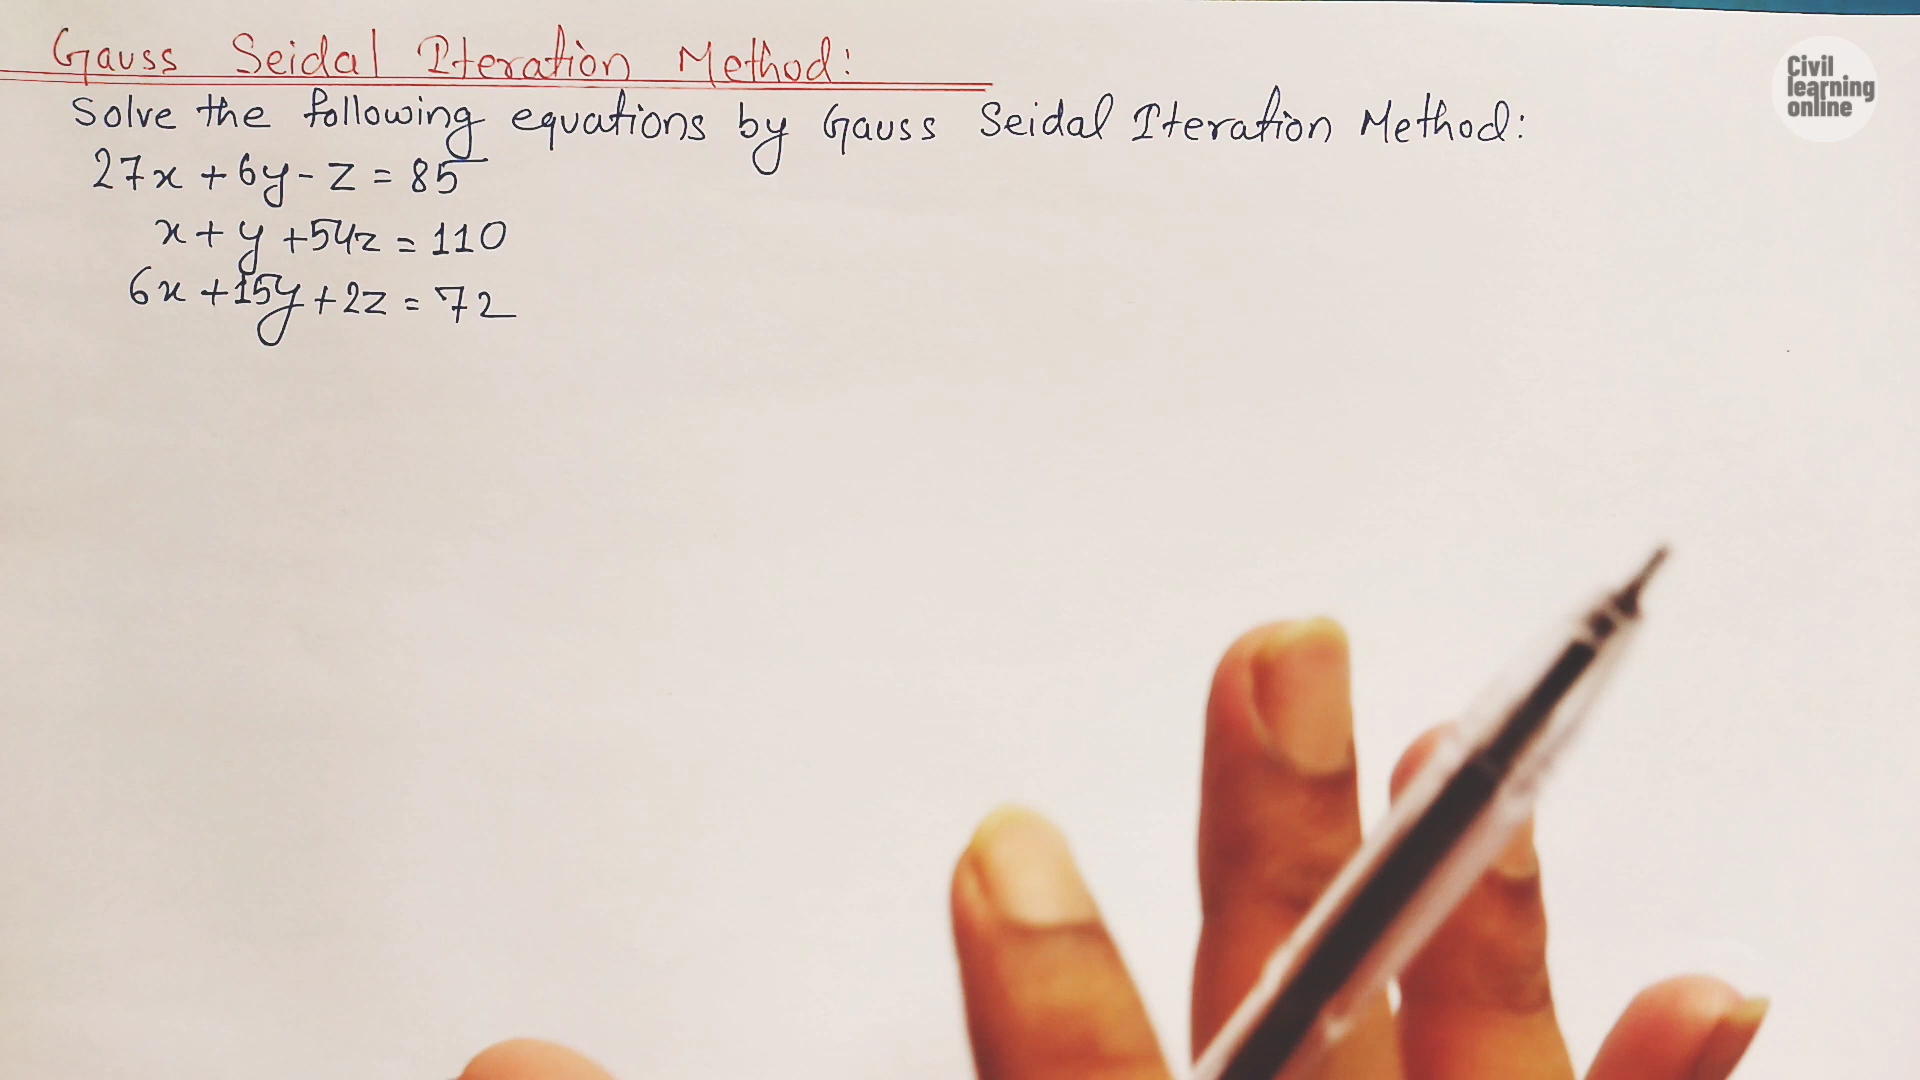 Gauss Seidal Iteration Method:
Solve the following equations by Gauss Seidal Iteration Method:
27x + 6y - z = 85
x + y + 54z = 110
6x + 15y + 2z = 72
Civil
learning
online